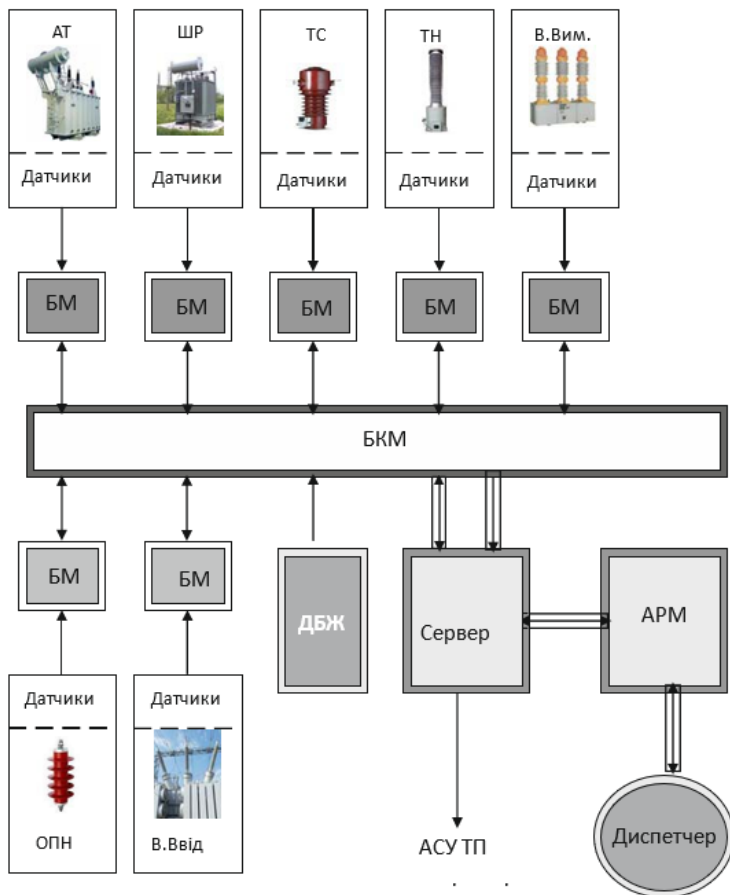 АТ
ШР
ТС
ТН
В.Вим.
Датчики
Датчики
Датчики
Датчики
Датчики
БМ
БМ
БМ
БМ
БМ
БКМ
БМ
БМ
ДБЖ
Сервер
АРМ
Датчики
Датчики
ОПН
В.Ввід
АСУ ТП
Диспетчер